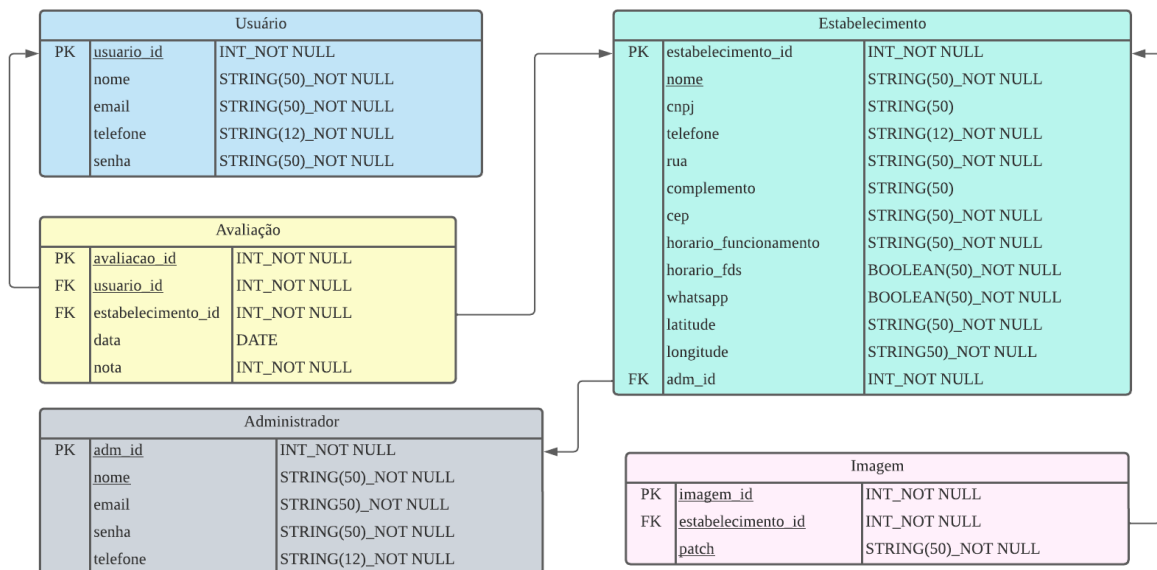 Usuário
PK usuario_id INT_NOT NULL
nome STRING(50)_NOT NULL
email STRING(50)_NOT NULL
telefone STRING(12)_NOT NULL
senha STRING(50)_NOT NULL
Avaliação
PK avaliacao_id INT_NOT NULL
FK usuario_id INT_NOT NULL
FK estabelecimento_id INT_NOT NULL
data DATE
nota INT_NOT NULL
Administrador
PK adm_id INT_NOT NULL
nome STRING(50)_NOT NULL
email STRING50)_NOT NULL
senha STRING(50)_NOT NULL
telefone STRING(12)_NOT NULL
Estabelecimento
PK estabelecimento_id INT_NOT NULL
nome STRING(50)_NOT NULL
cnpj STRING(50)
telefone STRING(12)_NOT NULL
rua STRING(50)_NOT NULL
complemento STRING(50)
cep STRING(50)_NOT NULL
horario_funcionamento STRING(50)_NOT NULL
horario_fds BOOLEAN(50)_NOT NULL
whatsapp BOOLEAN(50)_NOT NULL
latitude STRING(50)_NOT NULL
longitude STRING50)_NOT NULL
FK adm_id INT_NOT NULL
Imagem
PK imagem_id INT_NOT NULL
FK estabelecimento_id INT_NOT NULL
patch STRING(50)_NOT NULL